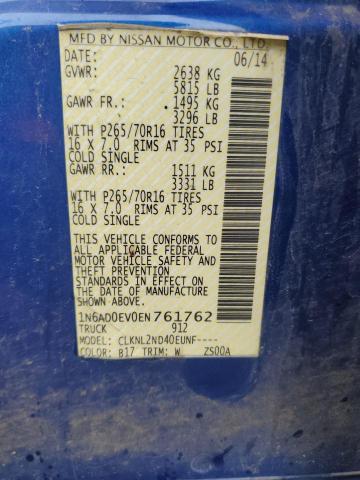 MFD BY NISSAN MOTOR CO., LTD.
DATE: 06/14
GVWR: 2638 KG
5815 LB
GAWR FR.: 1495 KG
3296 LB
WITH P265/70R16 TIRES
16 X 7.0 RIMS AT 35 PSI
COLD SINGLE
GAWR RR.: 1511 KG
3331 LB
WITH P265/70R16 TIRES
16 X 7.0 RIMS AT 35 PSI
COLD SINGLE
THIS VEHICLE CONFORMS TO
ALL APPLICABLE FEDERAL
MOTOR VEHICLE SAFETY AND
THEFT PREVENTION
STANDARDS IN EFFECT ON
THE DATE OF MANUFACTURE
SHOWN ABOVE.
1N6AD0EV0EN 761762
TRUCK 912
MODEL: CLKNL2ND40EUNF----
COLOR: B17 TRIM: W ZS00A